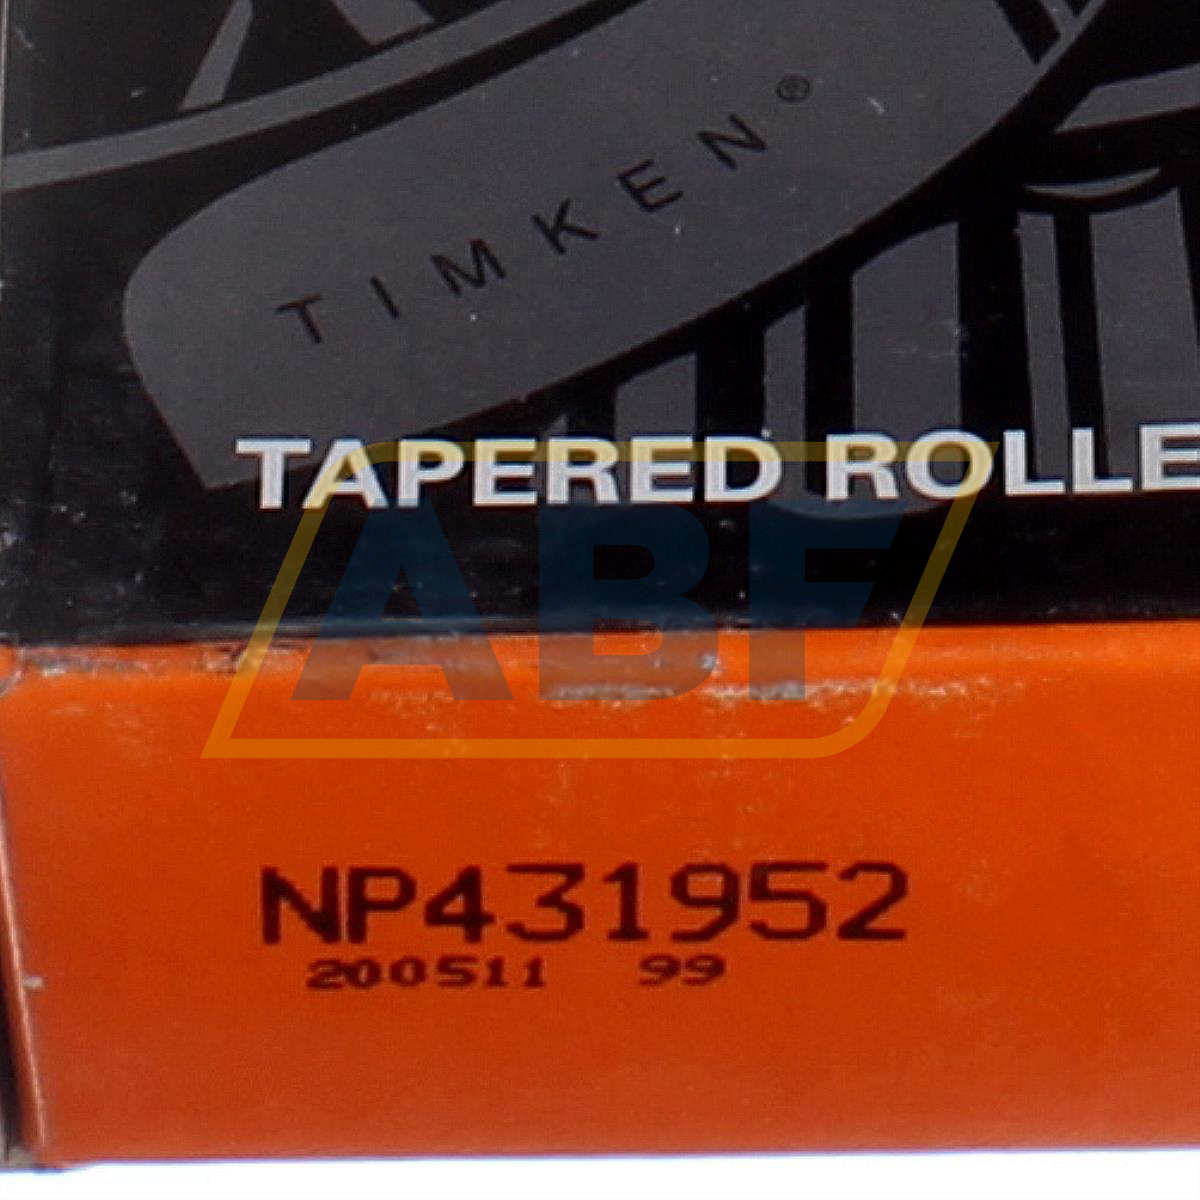 TIMKEN®
TAPERED ROLLE
ABF
NP431952
200511 99